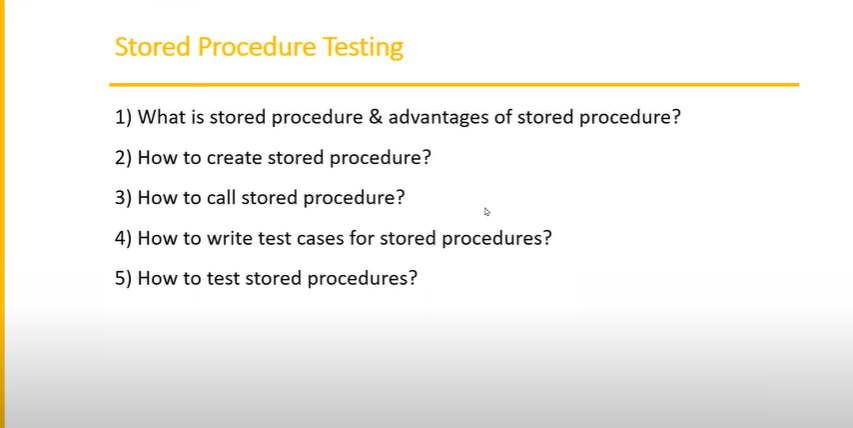 Stored Procedure Testing
1) What is stored procedure & advantages of stored procedure?
2) How to create stored procedure?
3) How to call stored procedure?
4) How to write test cases for stored procedures?
5) How to test stored procedures?